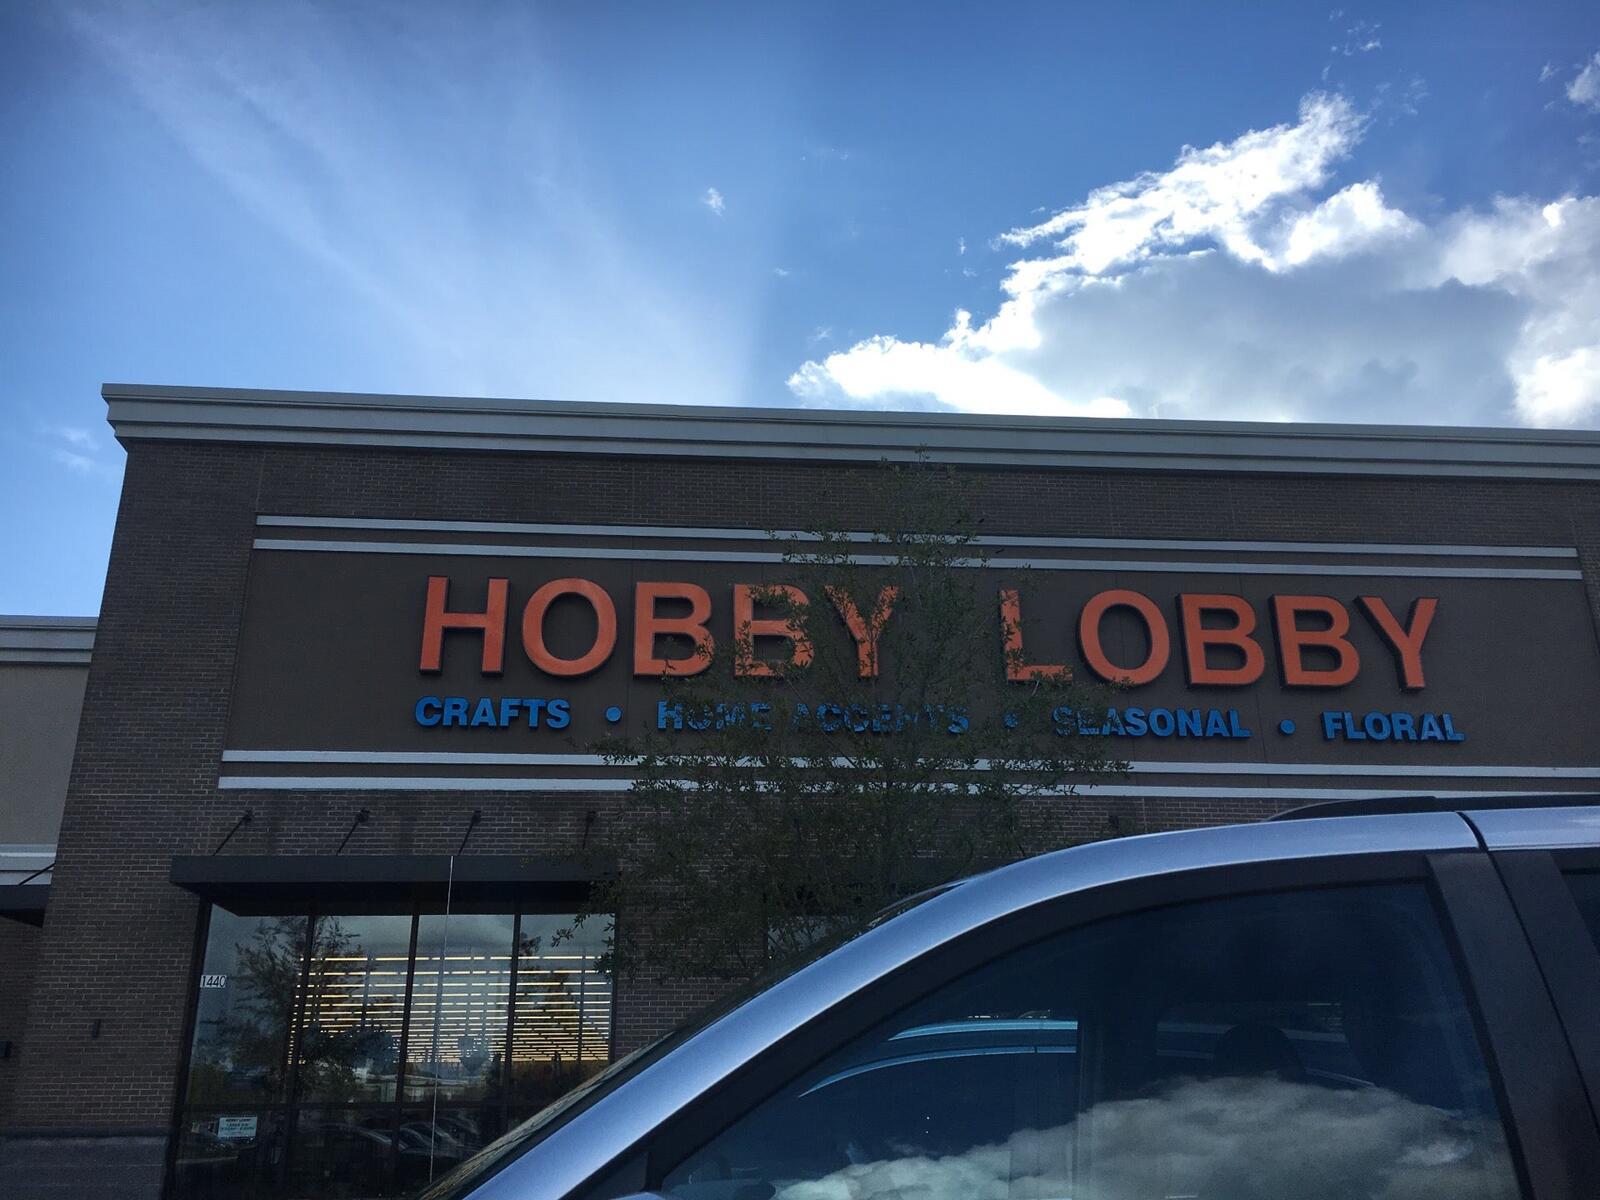 HOBBY LOBBY
CRAFTS • HOME ACCENTS • SEASONAL • FLORAL
1440